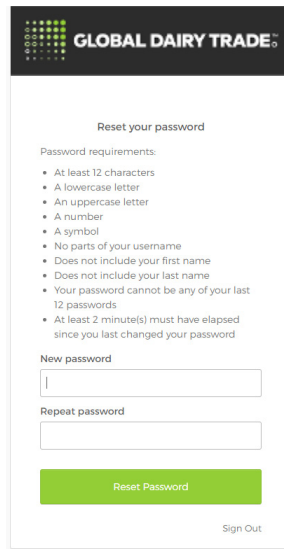 GLOBAL DAIRY TRADE™
Reset your password
Password requirements:
• At least 12 characters
• A lowercase letter
• An uppercase letter
• A number
• A symbol
• No parts of your username
• Does not include your first name
• Does not include your last name
• Your password cannot be any of your last
12 passwords
• At least 2 minute(s) must have elapsed
since you last changed your password
New password
Repeat password
Reset Password
Sign Out